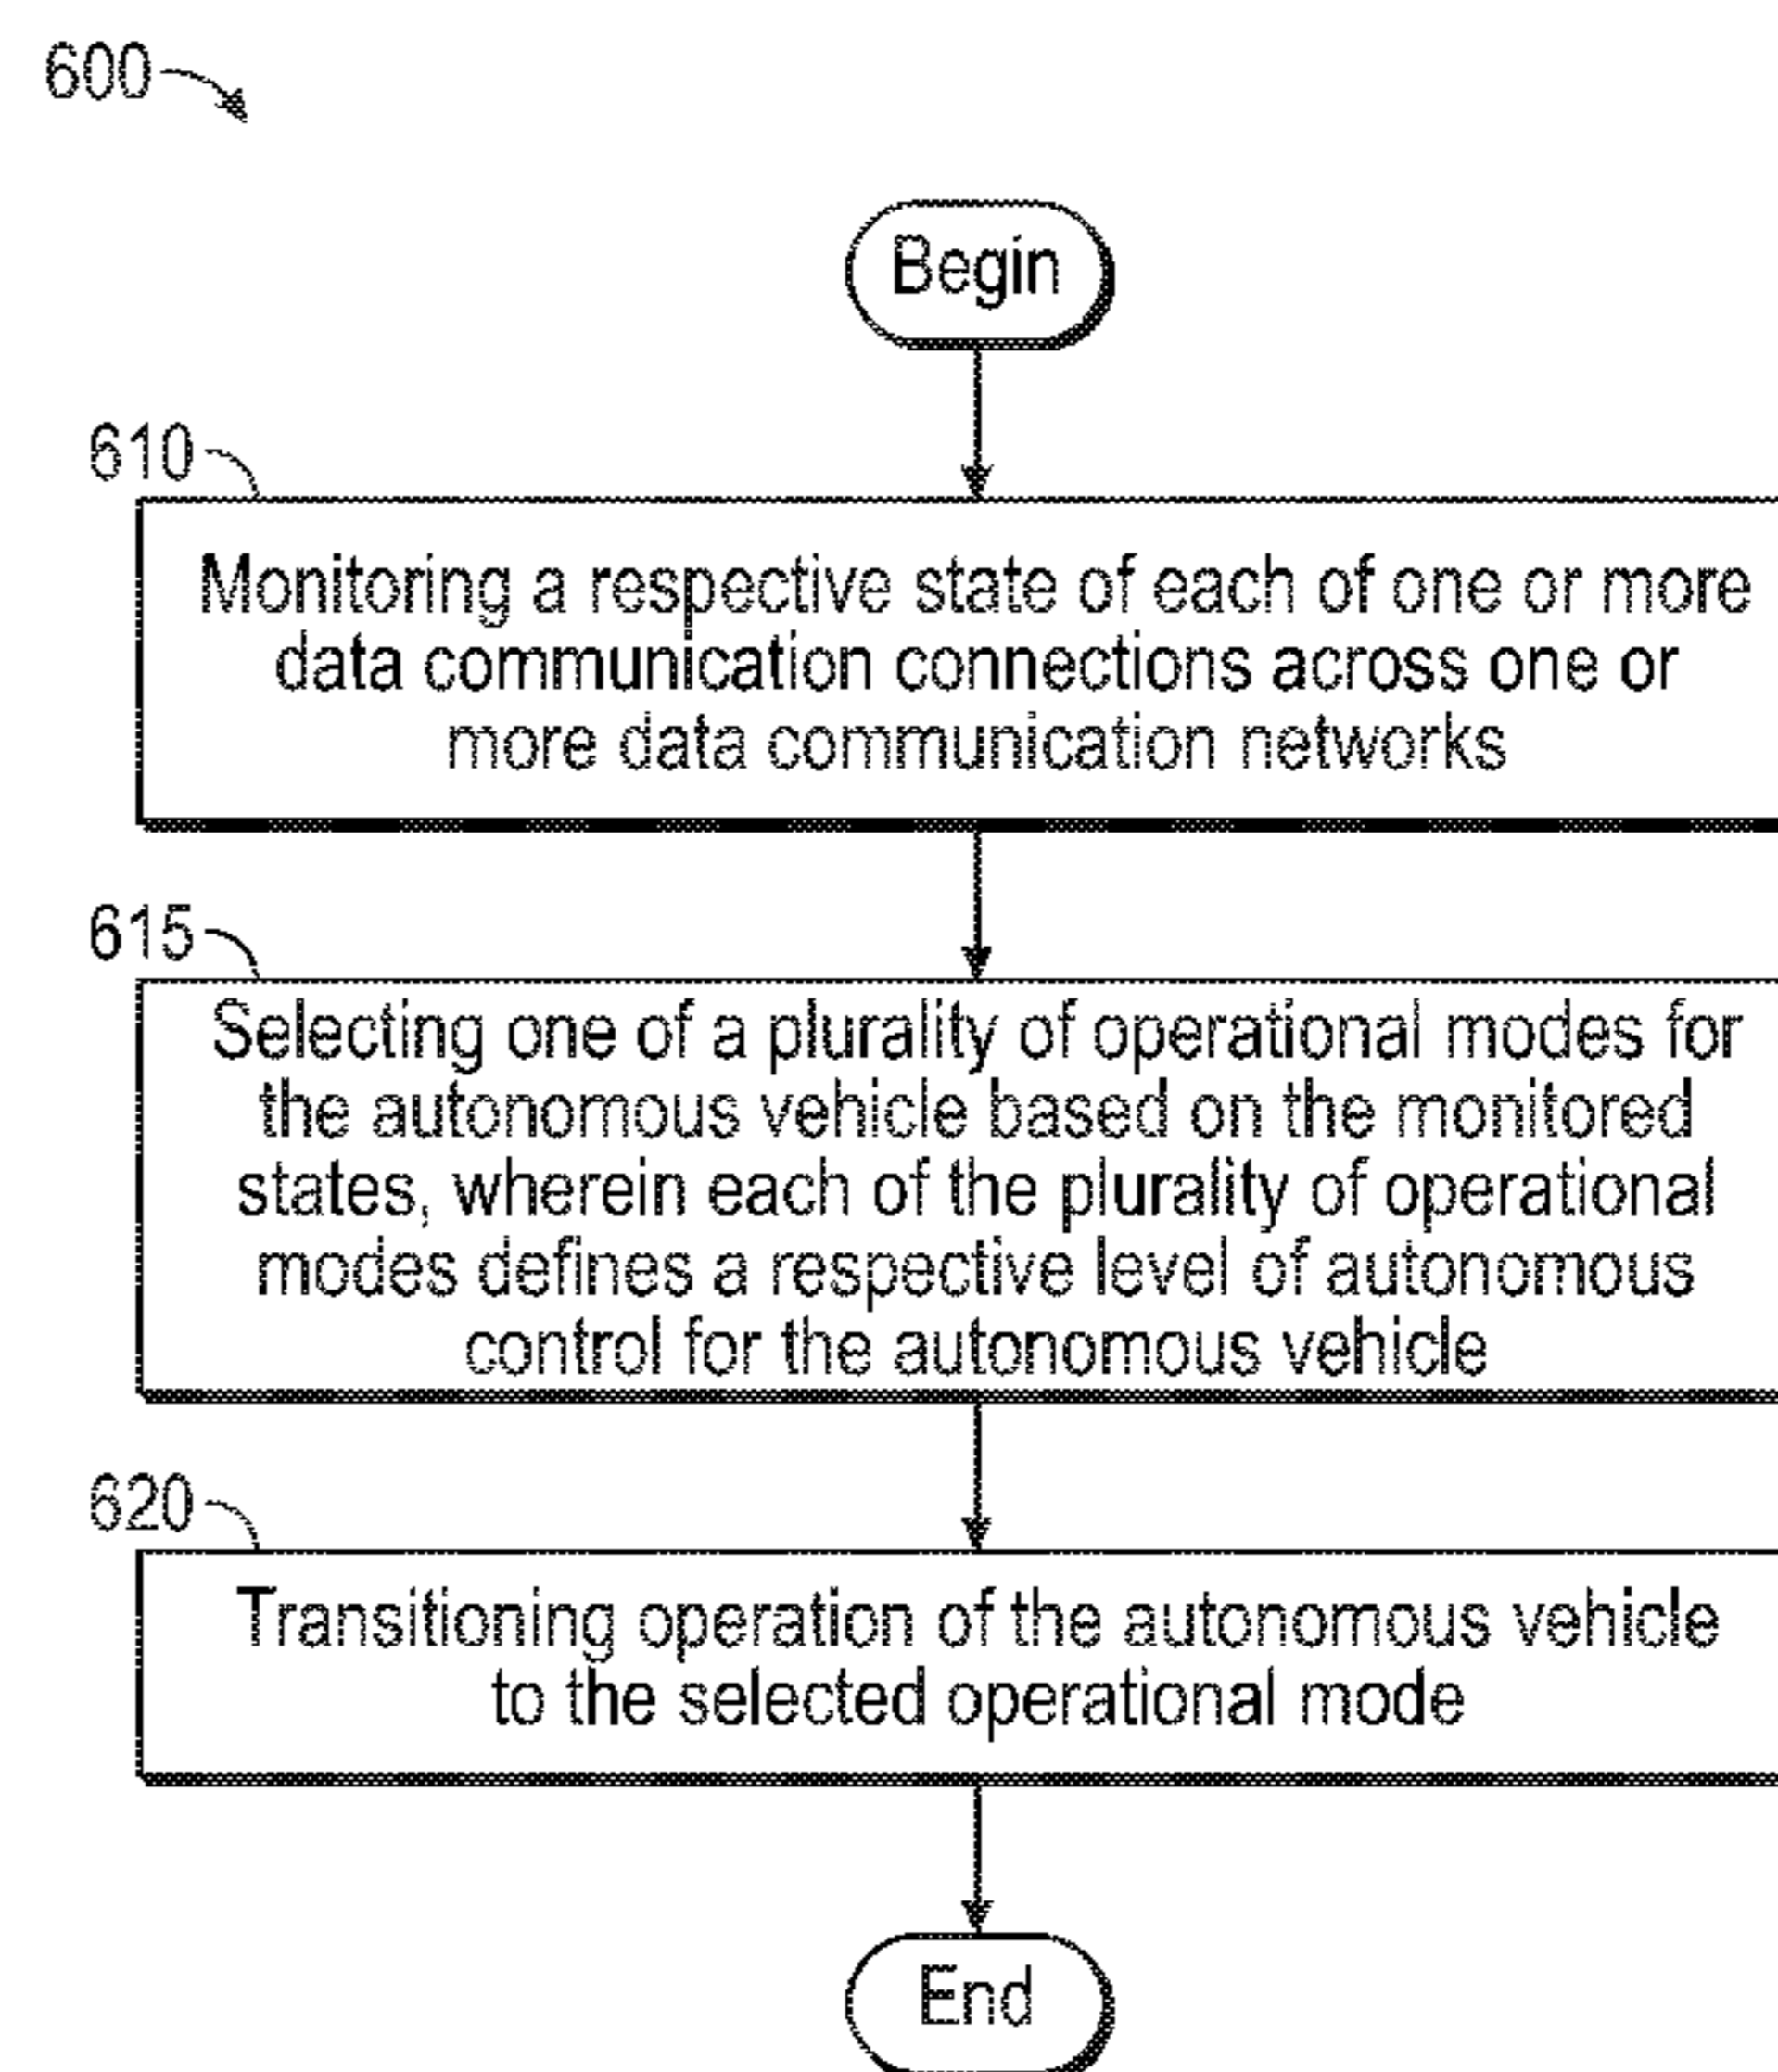 600
Begin
610
Monitoring a respective state of each of one or more
data communication connections across one or
more data communication networks
615
Selecting one of a plurality of operational modes for
the autonomous vehicle based on the monitored
states, wherein each of the plurality of operational
modes defines a respective level of autonomous
control for the autonomous vehicle
620
Transitioning operation of the autonomous vehicle
to the selected operational mode
End